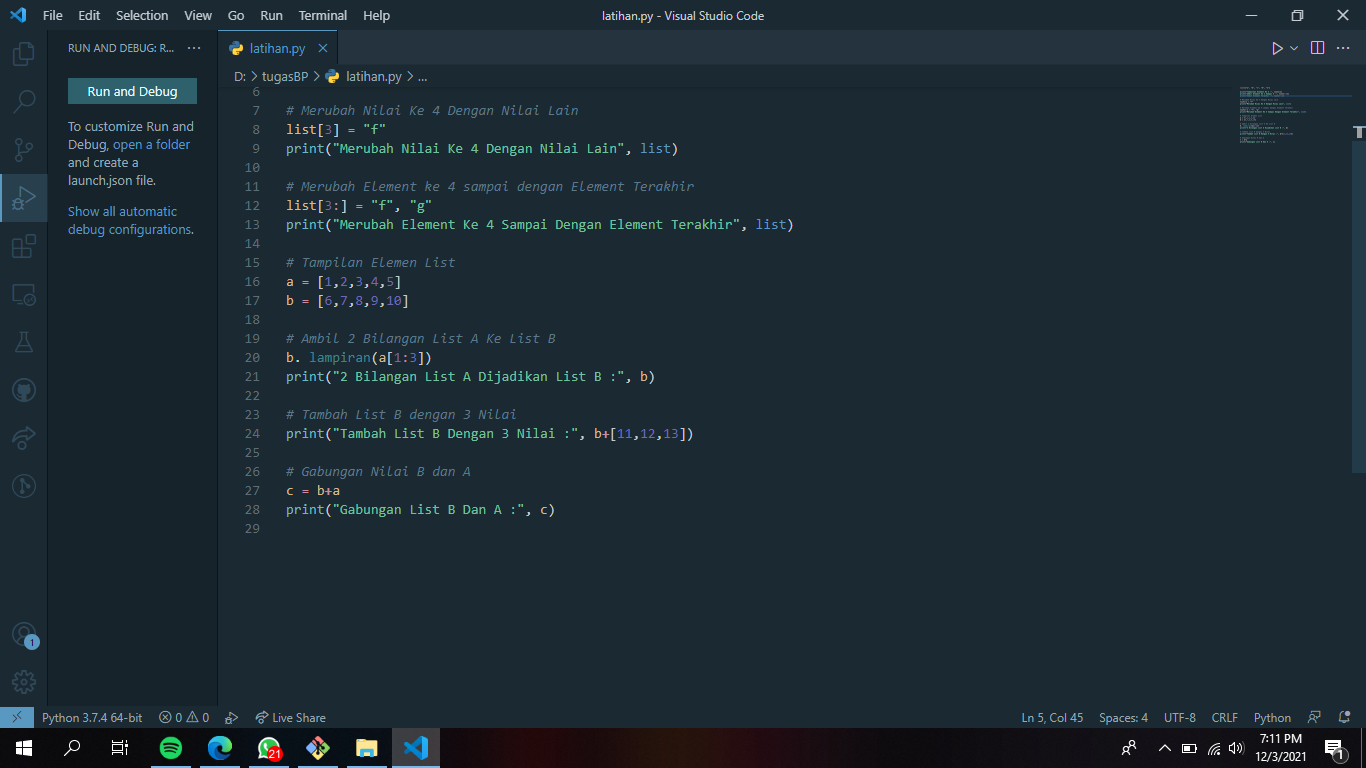 File Edit Selection View Go Run Terminal Help
latihan.py - Visual Studio Code
RUN AND DEBUG: R... ...
Run and Debug
To customize Run and
Debug, open a folder
and create a
launch.json file.
Show all automatic
debug configurations.
latihan.py
D: > tugasBP > latihan.py > ...
6
7 # Merubah Nilai Ke 4 Dengan Nilai Lain
8 list[3] = "f"
9 print("Merubah Nilai Ke 4 Dengan Nilai Lain", list)
10
11 # Merubah Element ke 4 sampai dengan Element Terakhir
12 list[3:] = "f", "g"
13 print("Merubah Element Ke 4 Sampai Dengan Element Terakhir", list)
14
15 # Tampilan Elemen List
16 a = [1,2,3,4,5]
17 b = [6,7,8,9,10]
18
19 # Ambil 2 Bilangan List A Ke List B
20 b. lampiran(a[1:3])
21 print("2 Bilangan List A Dijadikan List B :", b)
22
23 # Tambah List B dengan 3 Nilai
24 print("Tambah List B Dengan 3 Nilai :", b+[11,12,13])
25
26 # Gabungan Nilai B dan A
27 c = b+a
28 print("Gabungan List B Dan A :", c)
29
1
Python 3.7.4 64-bit 0 0 Live Share
Ln 5, Col 45 Spaces: 4 UTF-8 CRLF Python
21
7:11 PM
12/3/2021
1